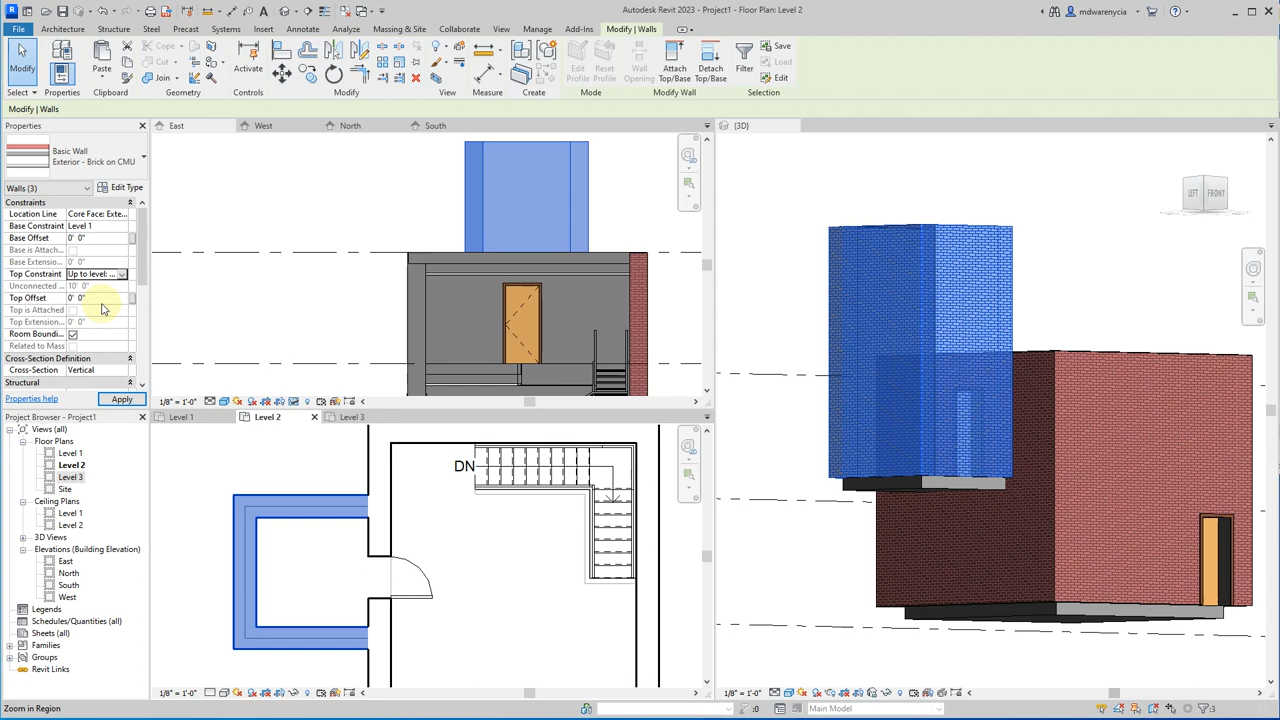 Autodesk Revit 2023 - Project1 - Floor Plan: Level 2
mdwarenycia
File Architecture Structure Steel Precast Systems Insert Annotate Analyze Massing & Site Collaborate View Manage Add-Ins Modify | Walls
Modify
Select
Properties
Paste
Clipboard
Cope
Cut
Join
Geometry
Activate
Controls
Modify
View
Measure
Create
Edit Profile
Reset Profile
Wall Opening
Mode
Attach Top/Base
Detach Top/Base
Modify Wall
Filter
Save
Load
Edit
Selection
Modify | Walls
Properties
East
West
North
South
{3D}
Basic Wall
Exterior - Brick on CMU
Walls (3)
Edit Type
Constraints
Location Line Core Face: Exte...
Base Constraint Level 1
Base Offset 0' 0"
Base is Attach...
Base Extensio... 0' 0"
Top Constraint Up to level: ...
Unconnected ... 10' 0"
Top Offset 0' 0"
Top is Attached
Top Extension... 0' 0"
Room Boundi...
Related to Mass
Cross-Section Definition
Cross-Section Vertical
Structural
Properties help
Apply
LEFT FRONT
1/8" = 1'-0"
Project Browser - Project1
Level 1
Level 2
Level 3
Views (all)
Floor Plans
Level 1
Level 2
Level 3
Site
Ceiling Plans
Level 1
Level 2
3D Views
Elevations (Building Elevation)
East
North
South
West
Legends
Schedules/Quantities (all)
Sheets (all)
Families
Groups
Revit Links
DN
1/8" = 1'-0"
1/8" = 1'-0"
Zoom in Region
:0
Main Model
:3